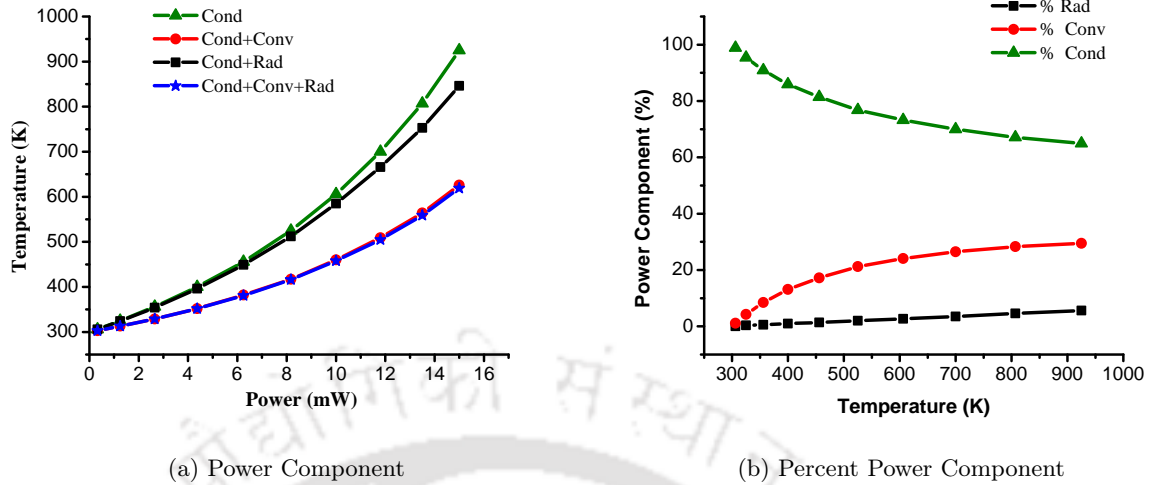 1000
900
800
700
600
500
400
300
Temperature (K)
0 2 4 6 8 10 12 14 16
Power (mW)
Cond
Cond+Conv
Cond+Rad
Cond+Conv+Rad
(a) Power Component
% Rad
% Conv
% Cond
100
80
60
40
20
0
Power Component (%)
300 400 500 600 700 800 900 1000
Temperature (K)
(b) Percent Power Component